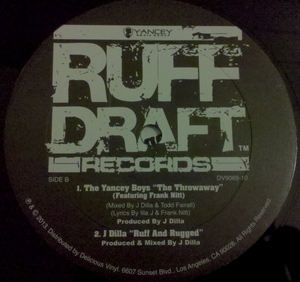 YANCEY
RUFF
DRAFT TM
RECORDS
SIDE B
DV9068-10
1. The Yancey Boys "The Throwaway"
(Featuring Frank Nitt)
(Mixed By J Dilla & Todd Fairall)
(Lyrics By Illa J & Frank Nitt)
Produced By J Dilla
2. J Dilla "Ruff And Rugged"
Produced & Mixed By J Dilla
℗ & © 2013. Distributed by Delicious Vinyl. 6607 Sunset Blvd., Los Angeles, CA 90028. All Rights Reserved.